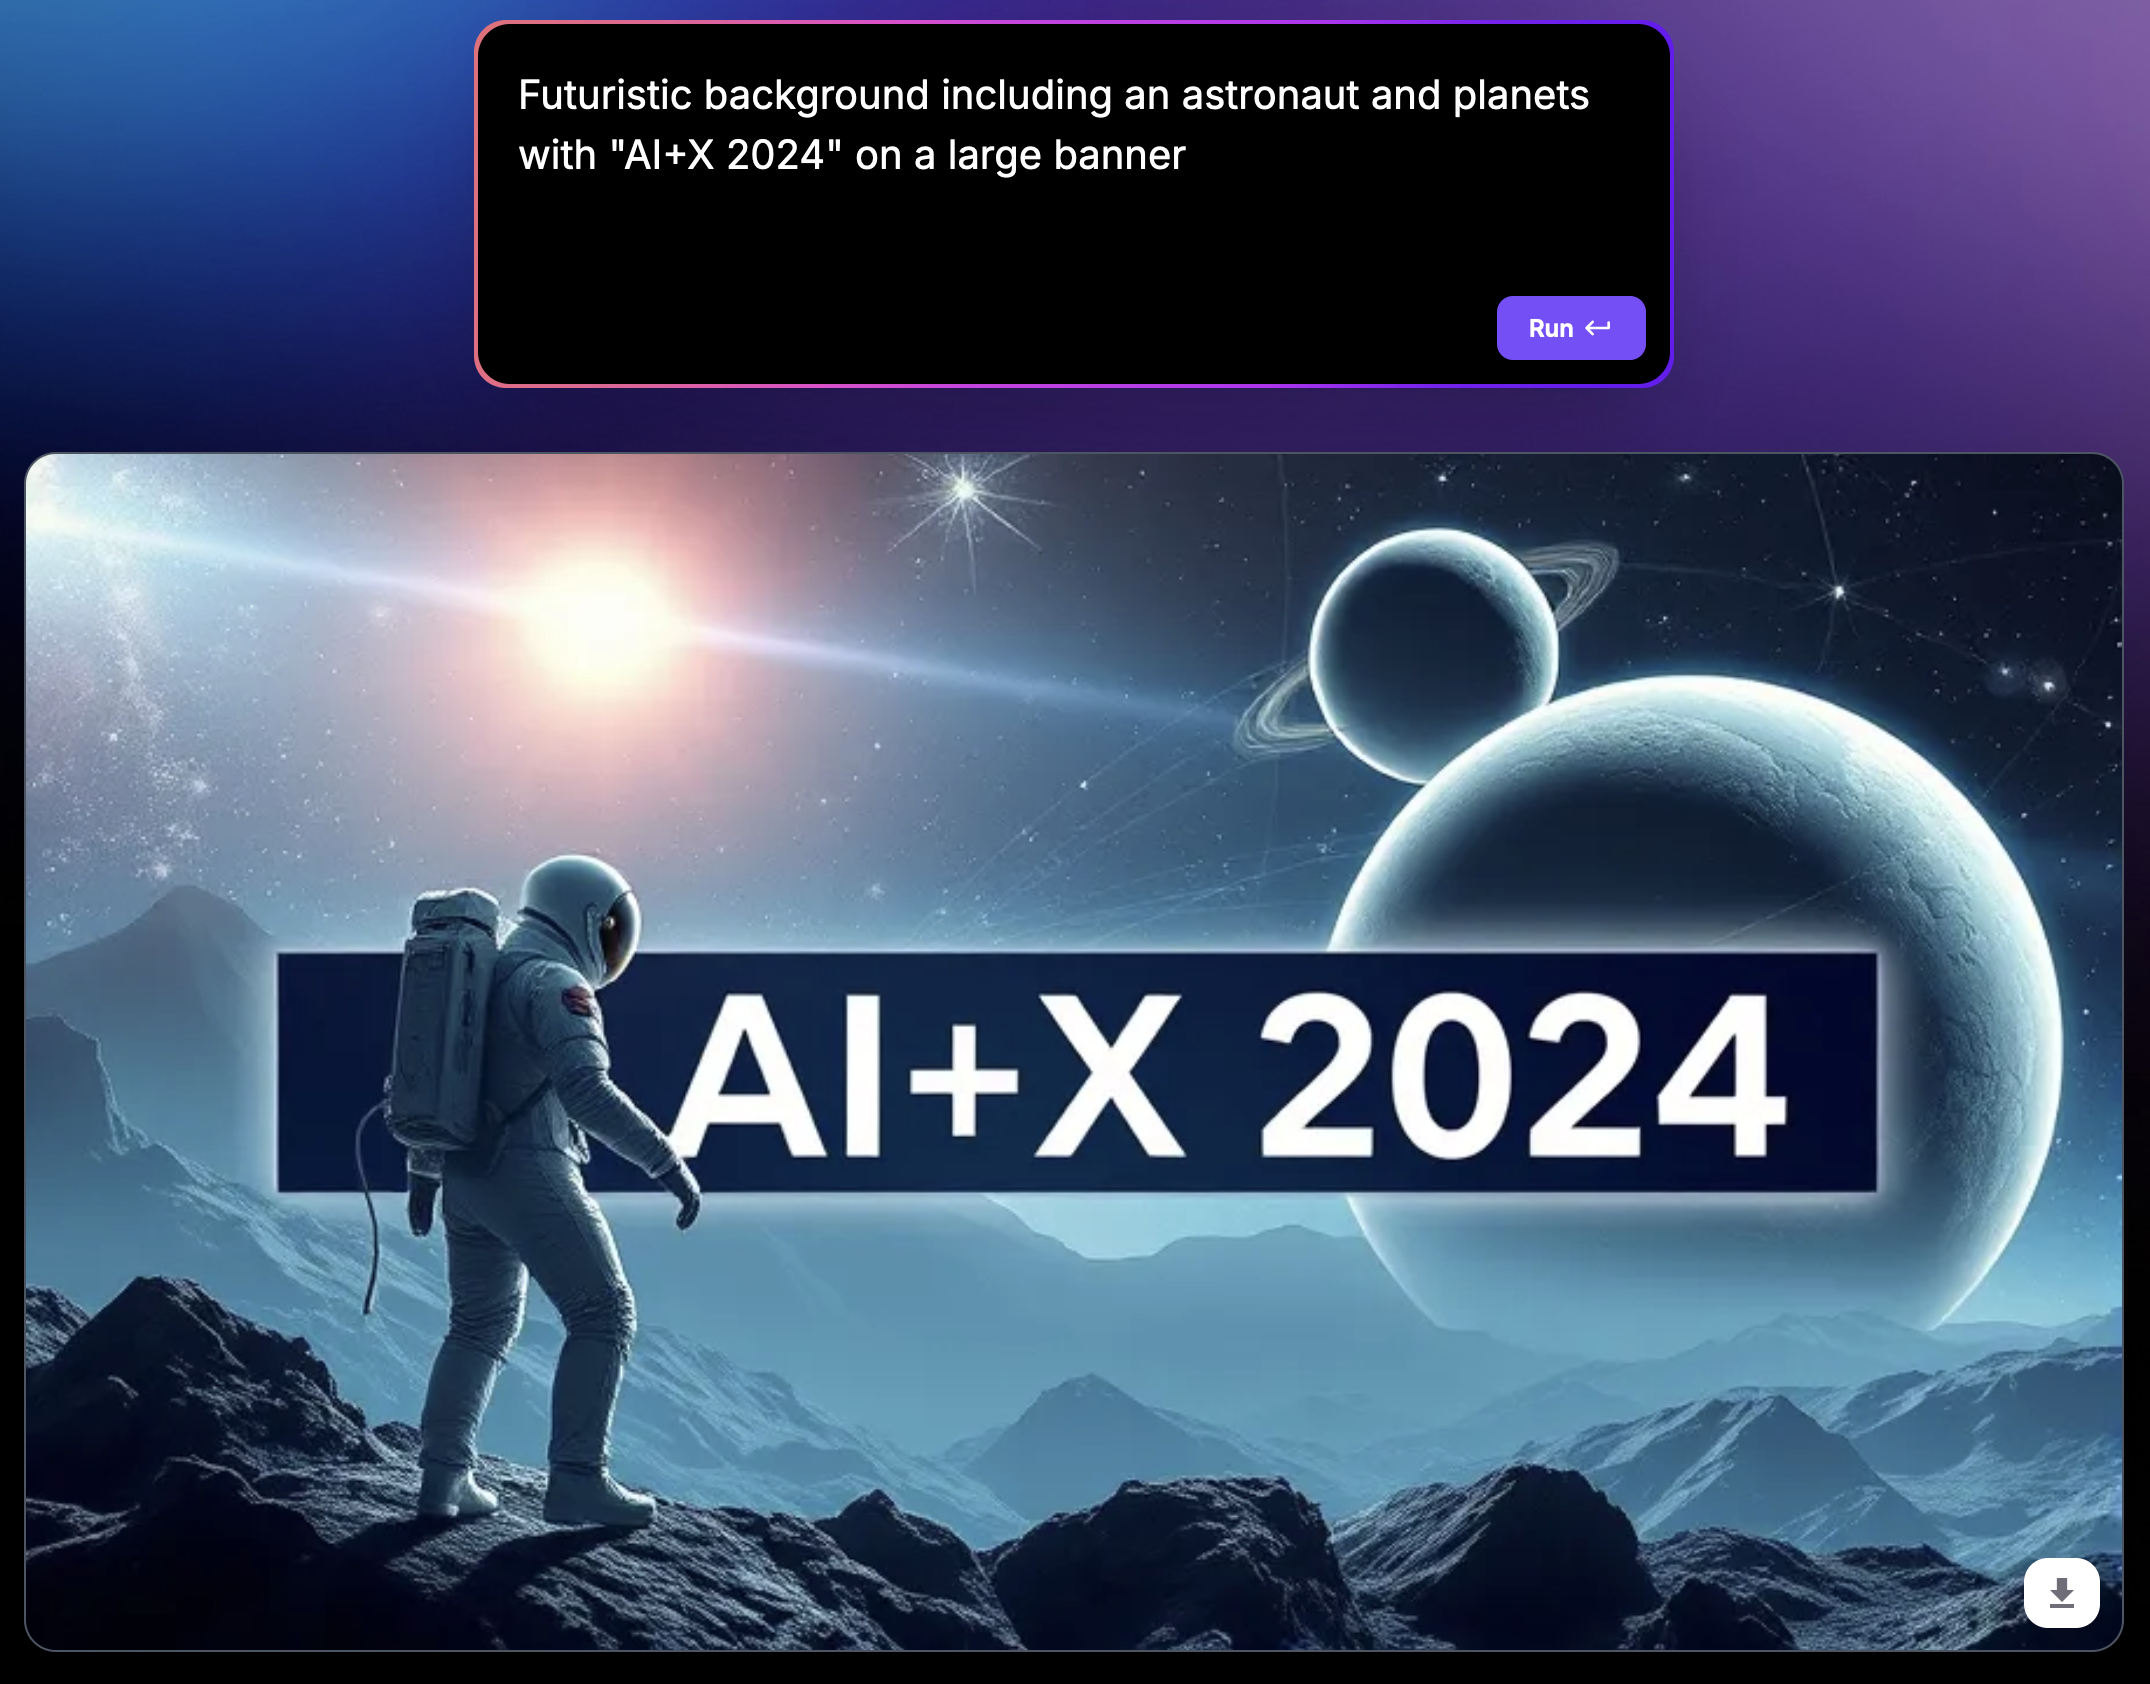 Futuristic background including an astronaut and planets
with "AI+X 2024" on a large banner
Run
AI+X 2024